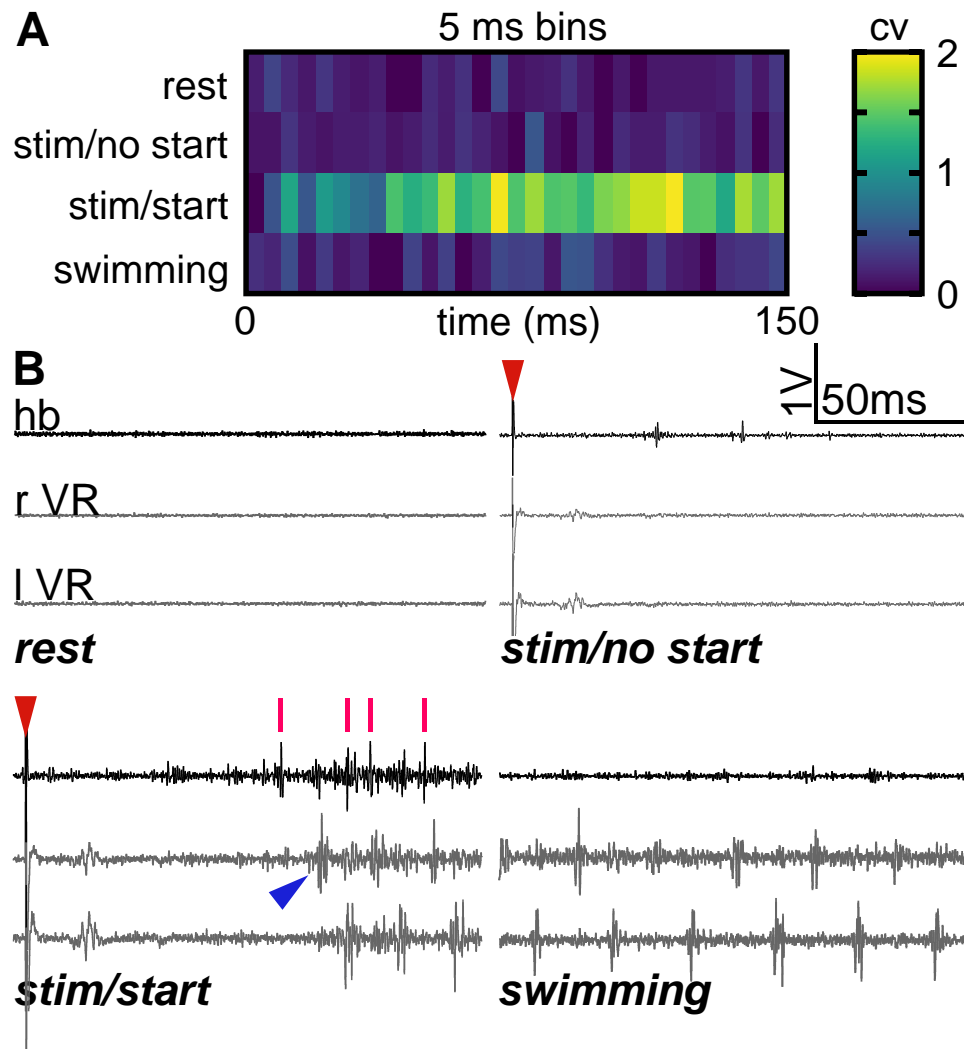 A
5 ms bins
cv
rest
stim/no start
stim/start
swimming
2
1
0
0
time (ms)
150
B
hb
r VR
l VR
1V
50ms
rest
stim/no start
stim/start
swimming